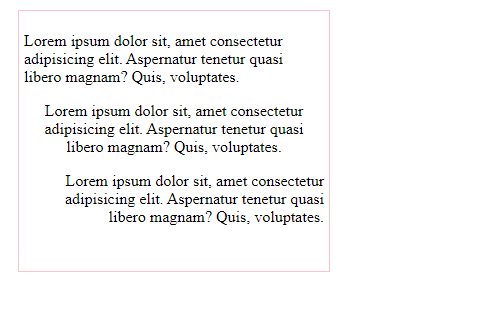 Lorem ipsum dolor sit, amet consectetur
adipisicing elit. Aspernatur tenetur quasi
libero magnam? Quis, voluptates.
Lorem ipsum dolor sit, amet consectetur
adipisicing elit. Aspernatur tenetur quasi
libero magnam? Quis, voluptates.
Lorem ipsum dolor sit, amet consectetur
adipisicing elit. Aspernatur tenetur quasi
libero magnam? Quis, voluptates.